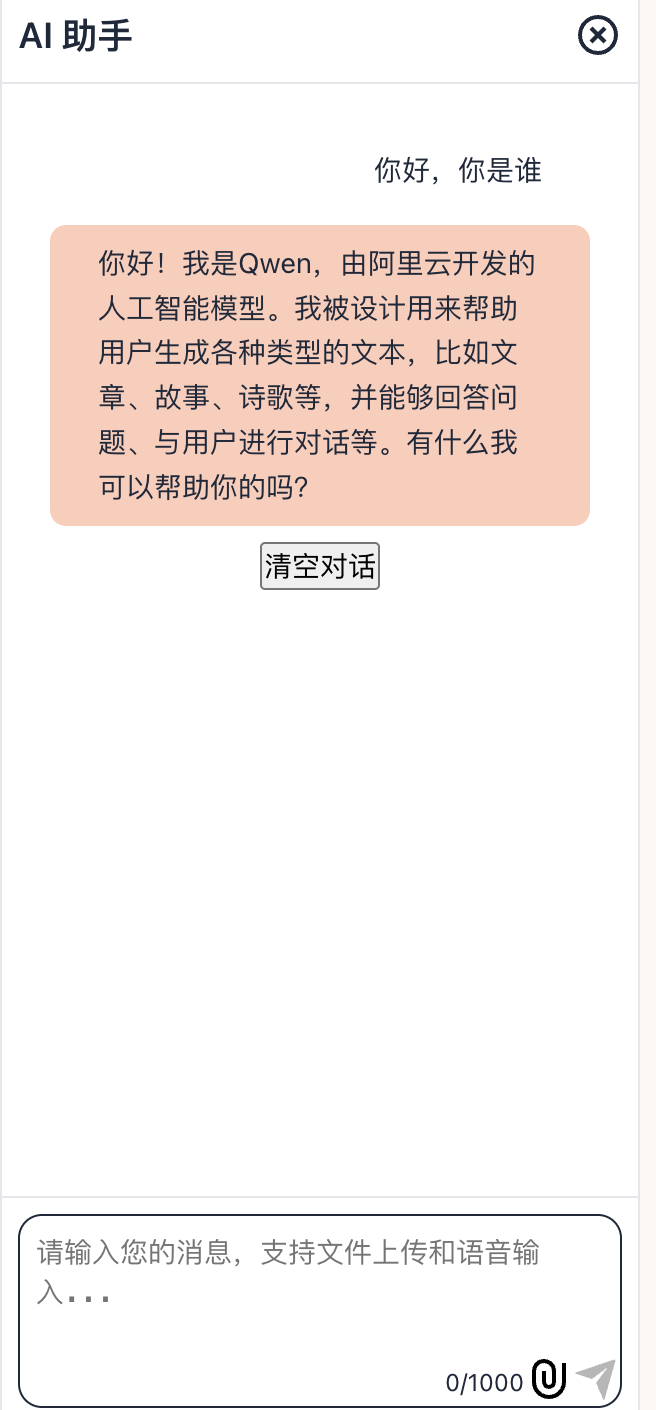 AI 助手
你好，你是谁
你好！我是Qwen，由阿里云开发的
人工智能模型。我被设计用来帮助
用户生成各种类型的文本，比如文
章、故事、诗歌等，并能够回答问
题、与用户进行对话等。有什么我
可以帮助你的吗？
清空对话
请输入您的消息，支持文件上传和语音输
入...
0/1000